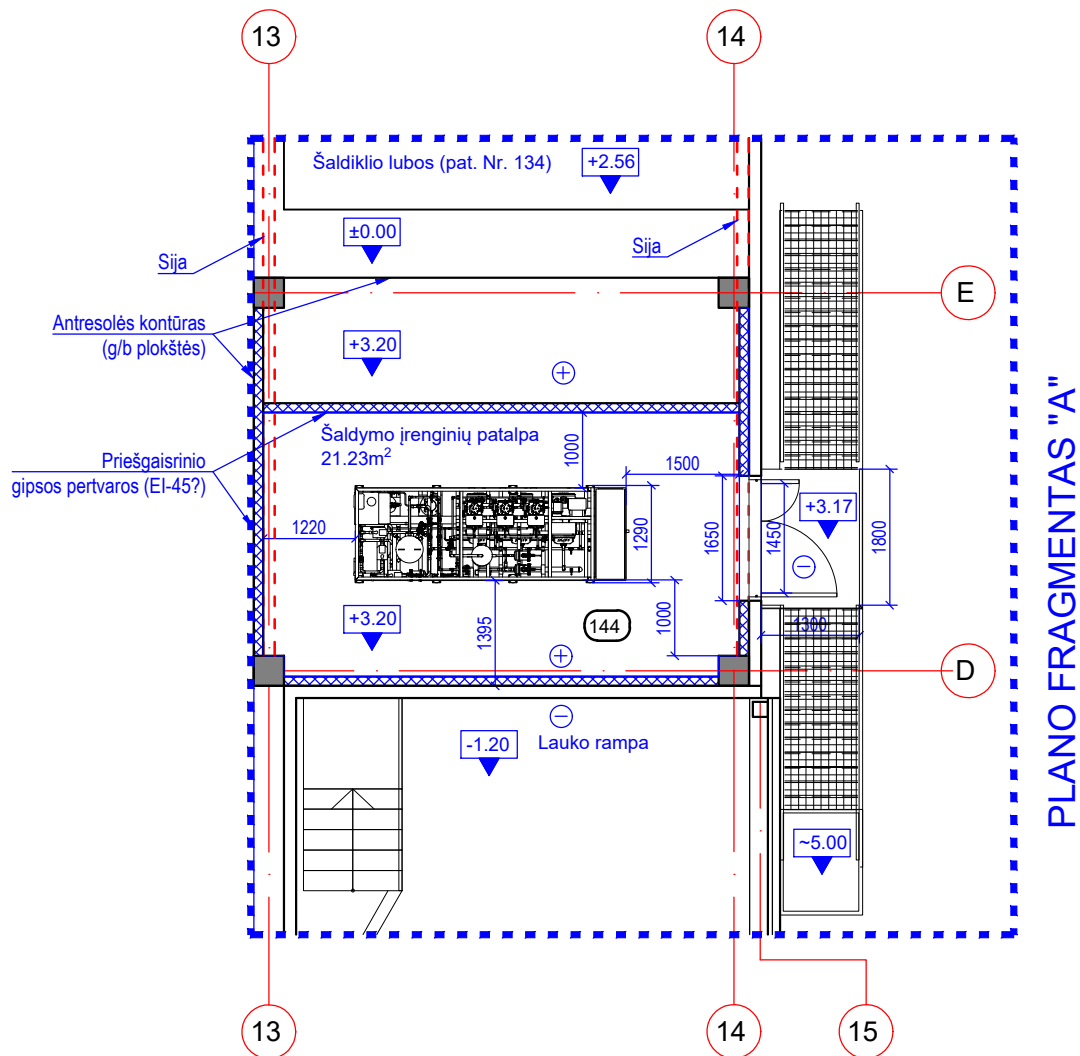 13
14
Šaldiklio lubos (pat. Nr. 134)
+2.56
±0.00
Sija
Sija
E
Antresolės kontūras
(g/b plokštės)
+3.20
Šaldymo įrenginių patalpa
21.23m²
1000
1500
Priešgaisrinio
gipsos pertvaros (EI-45?)
1220
1290
1650
1450
+3.17
1800
+3.20
144
1395
1000
1300
D
-1.20
Lauko rampa
~5.00
PLANO FRAGMENTAS "A"
13
14
15